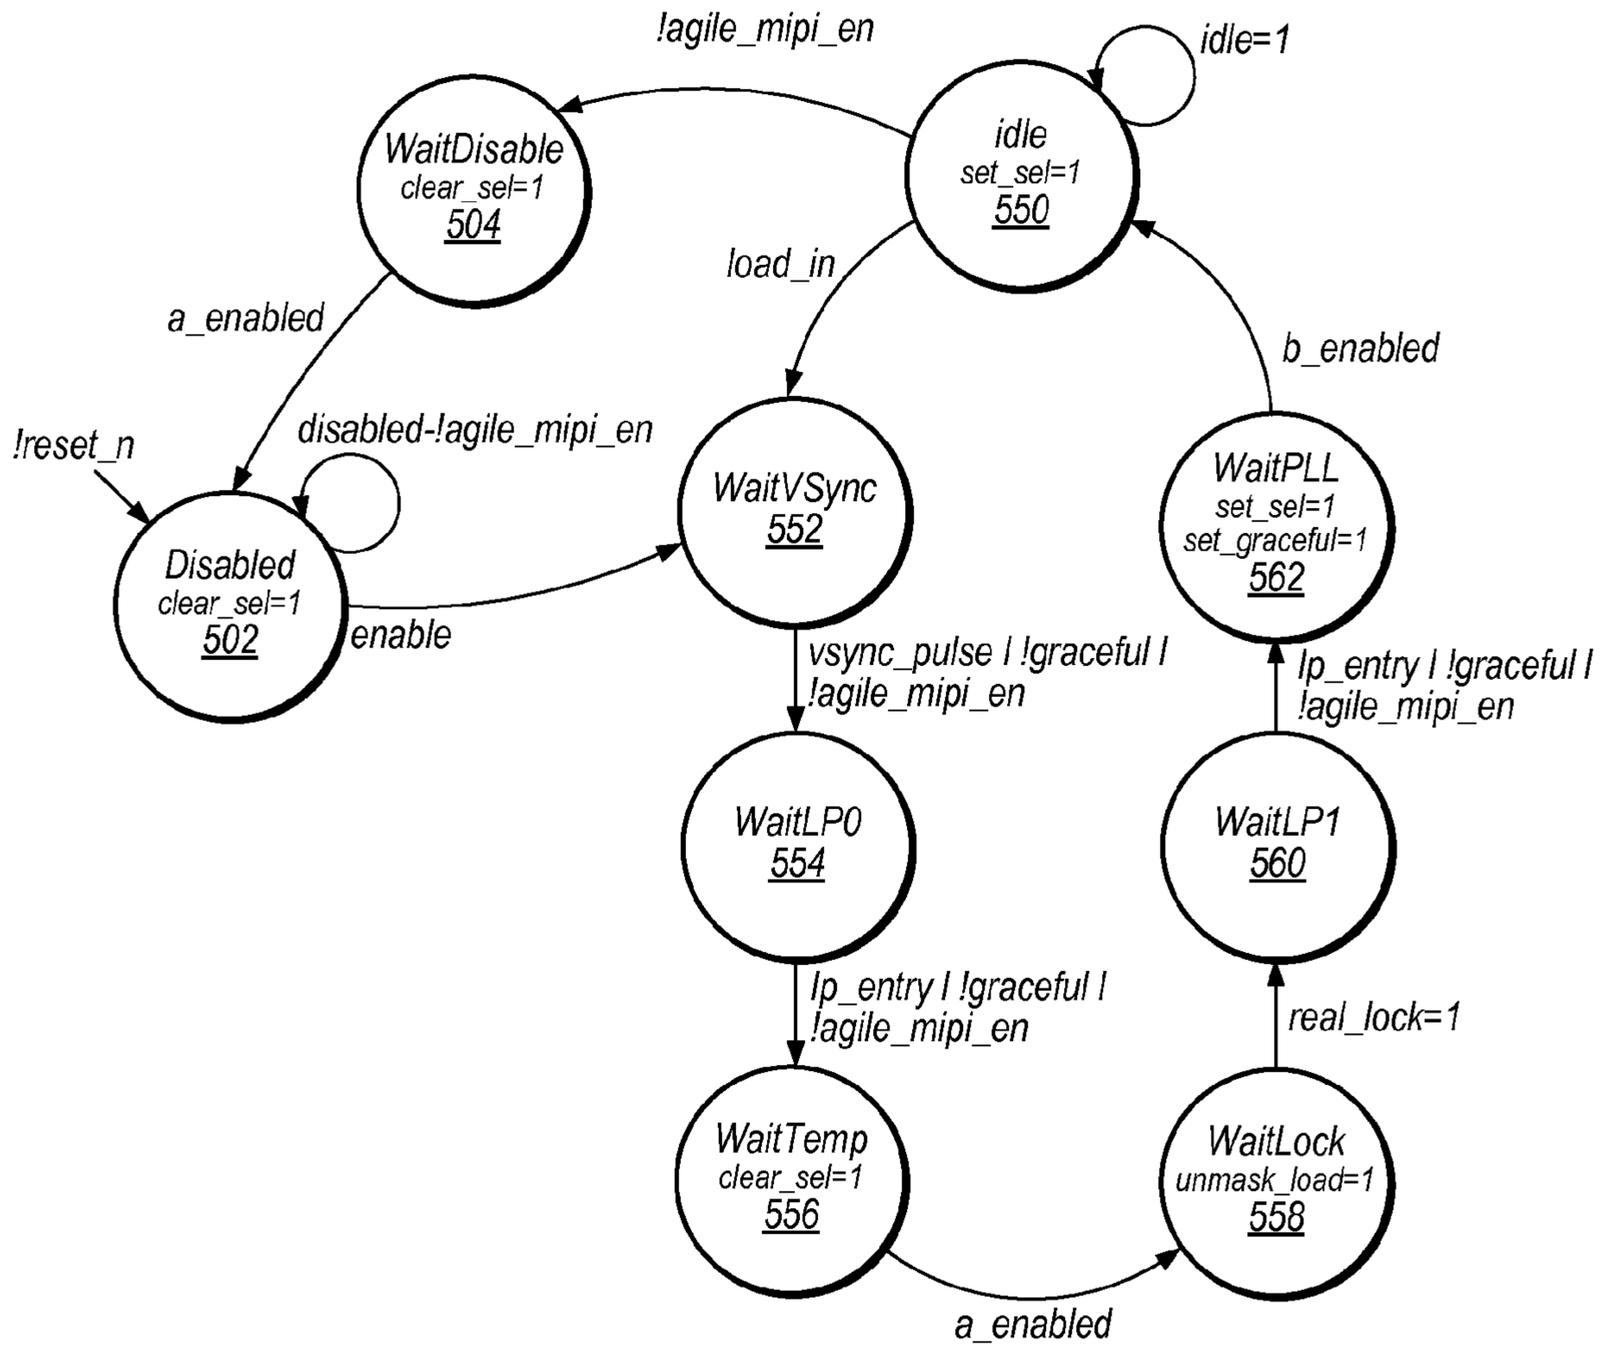 !agile_mipi_en
idle=1
WaitDisable
clear_sel=1
504
idle
set_sel=1
550
load_in
a_enabled
b_enabled
!reset_n
disabled-!agile_mipi_en
Disabled
clear_sel=1
502
enable
WaitVSync
552
WaitPLL
set_sel=1
set_graceful=1
562
vsync_pulse I !graceful I
!agile_mipi_en
lp_entry I !graceful I
!agile_mipi_en
WaitLP0
554
WaitLP1
560
lp_entry I !graceful I
!agile_mipi_en
real_lock=1
WaitTemp
clear_sel=1
556
WaitLock
unmask_load=1
558
a_enabled